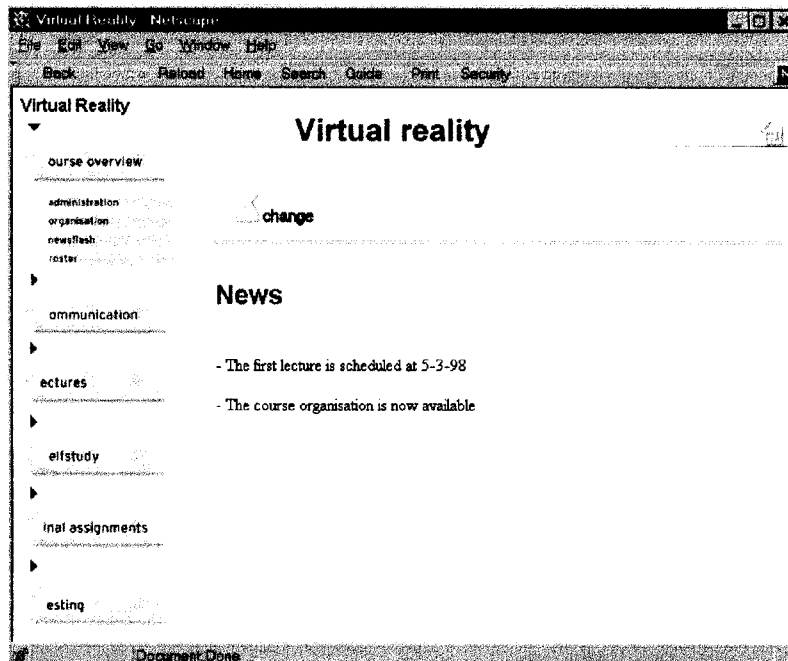 Virtual Reality - Netscape
File Edit View Go Window Help
Back Reload Home Search Guide Print Security
Virtual Reality
Virtual reality
ourse overview
administration
organisation
newsflash
roster
change
ommunication
News
ectures
- The first lecture is scheduled at 5-3-98
- The course organisation is now available
elfstudy
inal assignments
esting
Document: Done